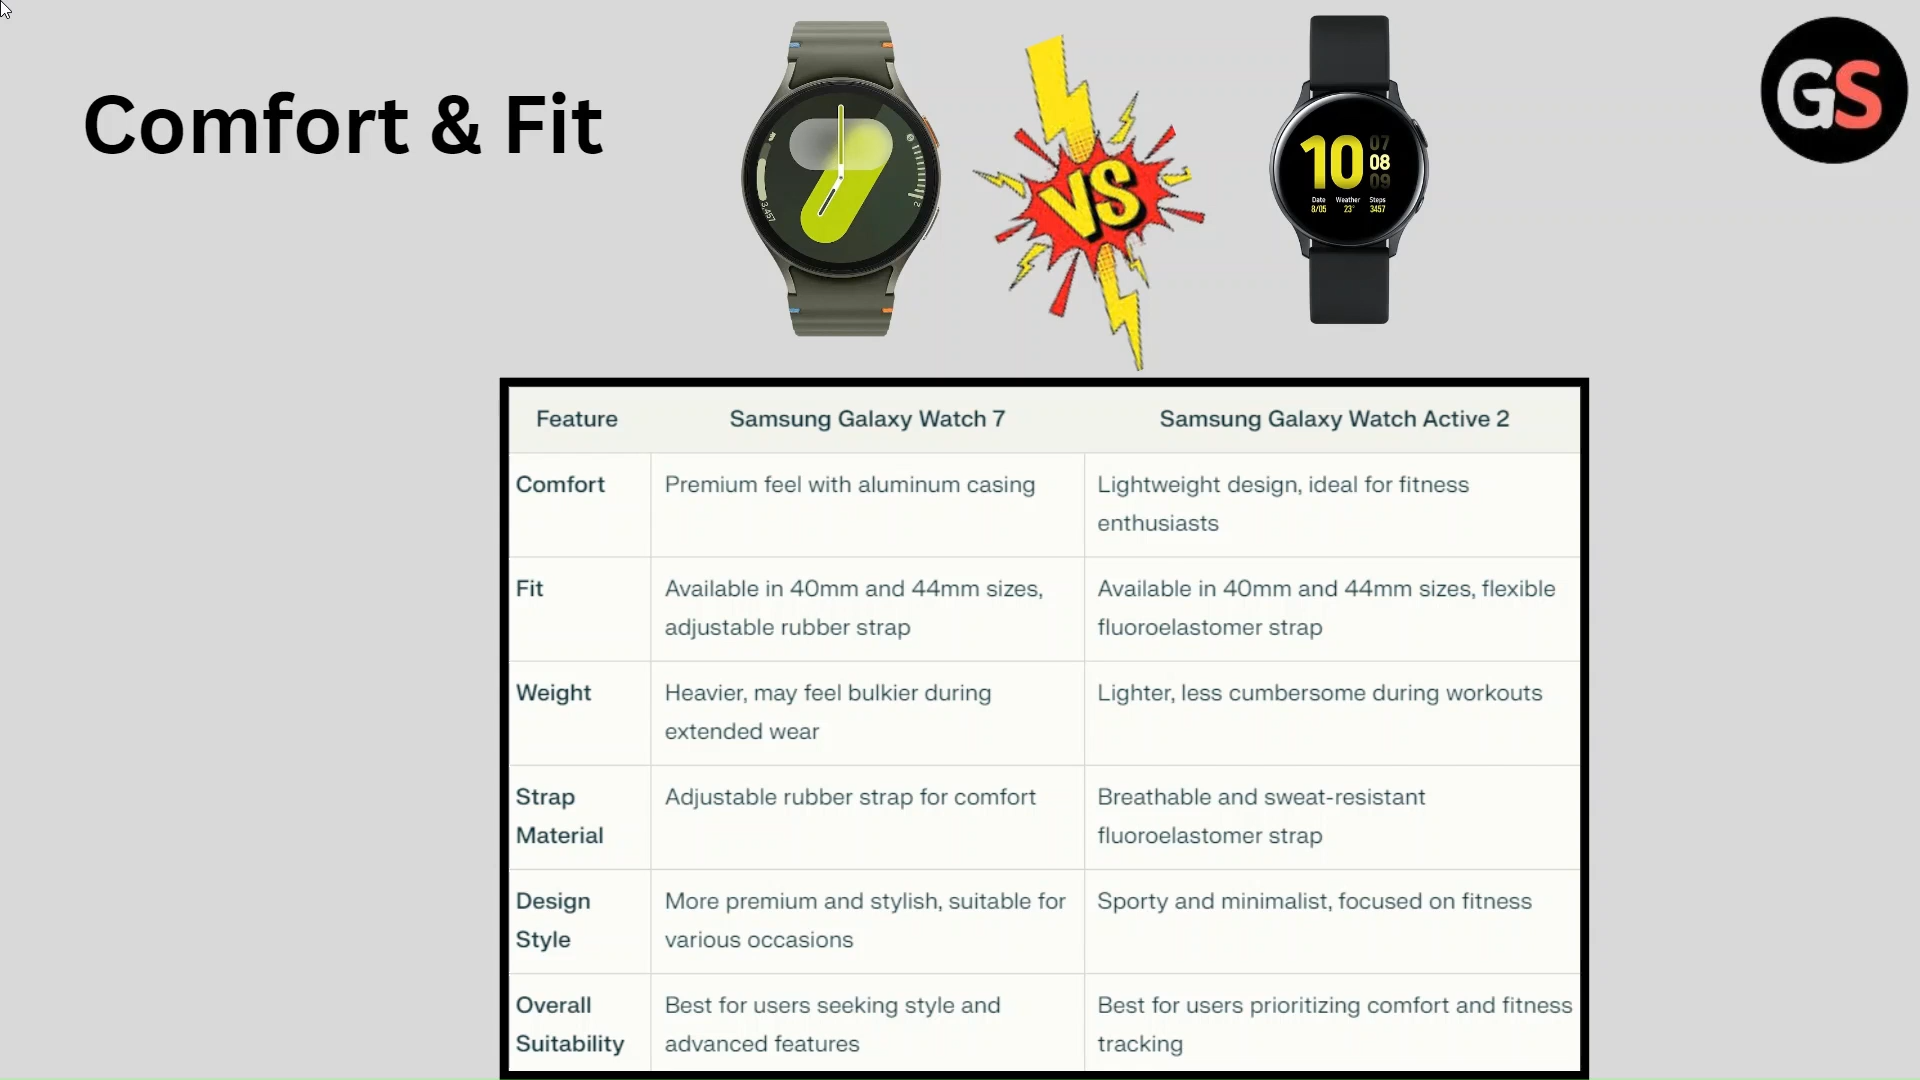 Comfort & Fit
3,457
2
VS
10
07
08
09
Date Weather Steps
8/05 23° 3457
GS
Feature Samsung Galaxy Watch 7 Samsung Galaxy Watch Active 2
Comfort Premium feel with aluminum casing Lightweight design, ideal for fitness
enthusiasts
Fit Available in 40mm and 44mm sizes, Available in 40mm and 44mm sizes, flexible
adjustable rubber strap fluoroelastomer strap
Weight Heavier, may feel bulkier during Lighter, less cumbersome during workouts
extended wear
Strap Adjustable rubber strap for comfort Breathable and sweat-resistant
Material fluoroelastomer strap
Design More premium and stylish, suitable for Sporty and minimalist, focused on fitness
Style various occasions
Overall Best for users seeking style and Best for users prioritizing comfort and fitness
Suitability advanced features tracking